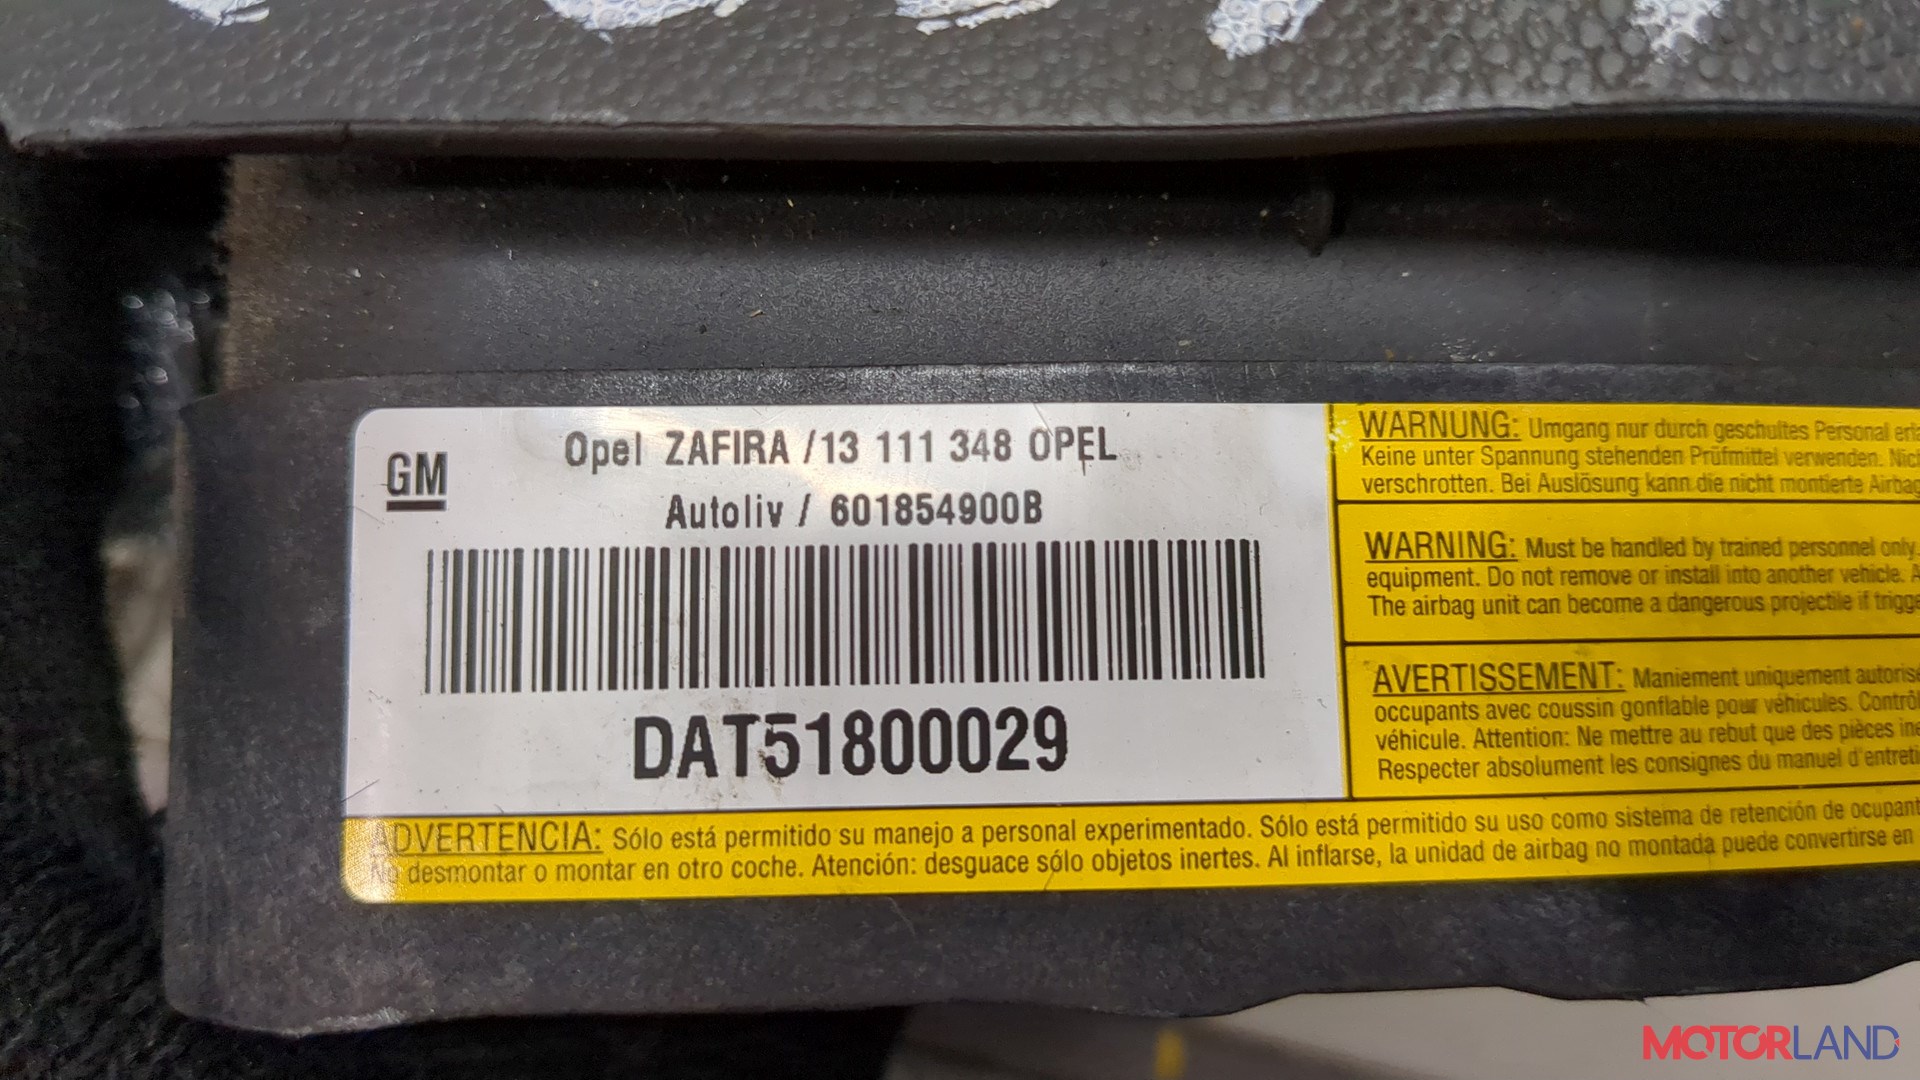 GM
Opel ZAFIRA /13 111 348 OPEL
Autoliv / 601854900B
DAT51800029
WARNUNG: Umgang nur durch geschultes Personal
Keine unter Spannung stehenden Prüfmittel verwenden.
verschrotten. Bei Auslösung kann die nicht montierte Airbag
WARNING: Must be handled by trained personnel only.
equipment. Do not remove or install into another vehicle.
The airbag unit can become a dangerous projectile if
AVERTISSEMENT: Maniement uniquement
occupants avec coussin gonflable pour véhicules.
véhicule. Attention: Ne mettre au rebut que des pièces
Respecter absolument les consignes du manuel
ADVERTENCIA: Sólo está permitido su manejo a personal experimentado. Sólo está permitido su uso como sistema de retención de
No desmontar o montar en otro coche. Atención: desguace sólo objetos inertes. Al inflarse, la unidad de airbag no montada puede convertirse en
MOTORLAND